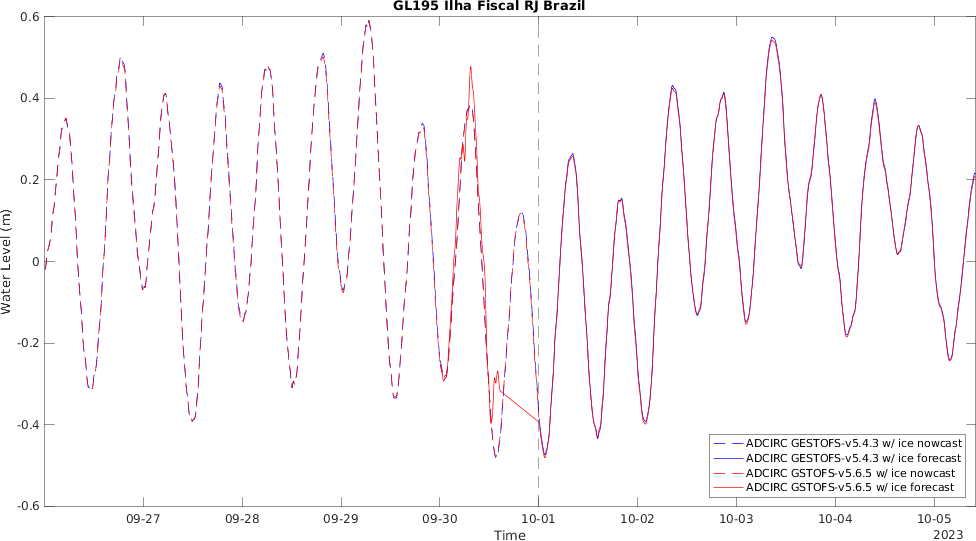 GL195 Ilha Fiscal RJ Brazil
0.6
0.4
0.2
0
-0.2
-0.4
-0.6
Water Level (m)
ADCIRC GESTOFS-v5.4.3 w/ ice nowcast
ADCIRC GESTOFS-v5.4.3 w/ ice forecast
ADCIRC GSTOFS-v5.6.5 w/ ice nowcast
ADCIRC GSTOFS-v5.6.5 w/ ice forecast
09-27 09-28 09-29 09-30 10-01 10-02 10-03 10-04 10-05
Time
2023